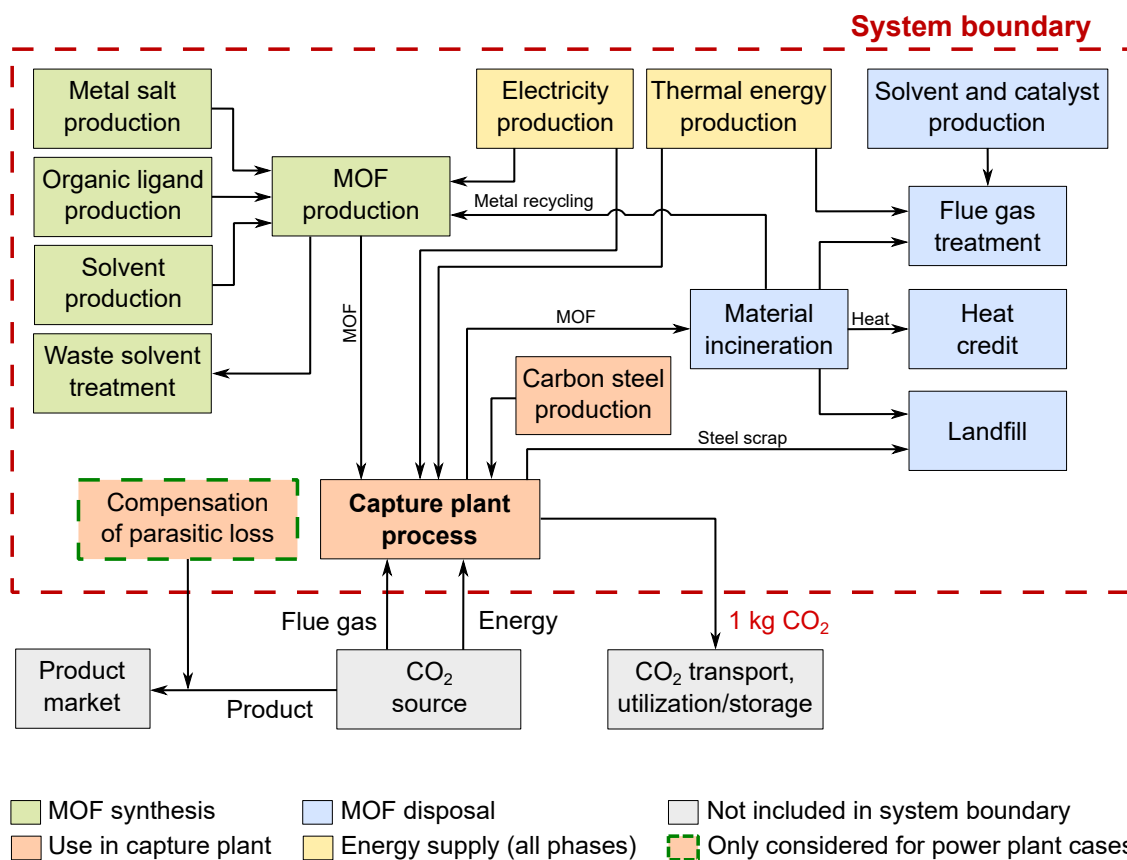 System boundary
Metal salt
production
Electricity
production
Thermal energy
production
Solvent and catalyst
production
Organic ligand
production
MOF
production
Metal recycling
Flue gas
treatment
Solvent
production
MOF
MOF
Material
incineration
Heat
Heat
credit
Waste solvent
treatment
Carbon steel
production
Landfill
Steel scrap
Compensation
of parasitic loss
Capture plant
process
Flue gas
Energy
1 kg CO₂
Product
market
Product
CO₂
source
CO₂ transport,
utilization/storage
MOF synthesis
MOF disposal
Not included in system boundary
Use in capture plant
Energy supply (all phases)
Only considered for power plant cases